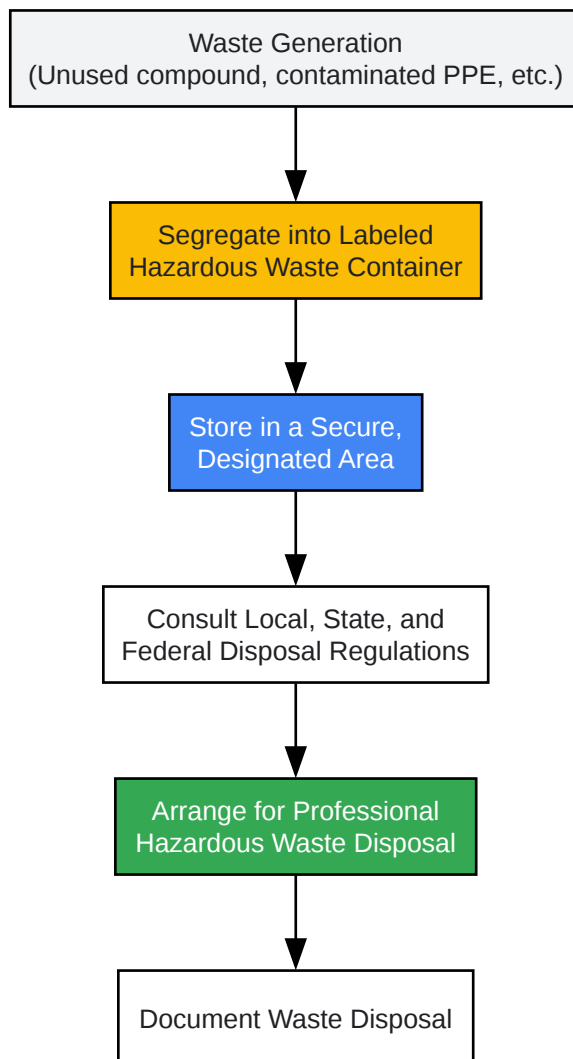 Waste Generation
(Unused compound, contaminated PPE, etc.)
Segregate into Labeled
Hazardous Waste Container
Store in a Secure,
Designated Area
Consult Local, State, and
Federal Disposal Regulations
Arrange for Professional
Hazardous Waste Disposal
Document Waste Disposal